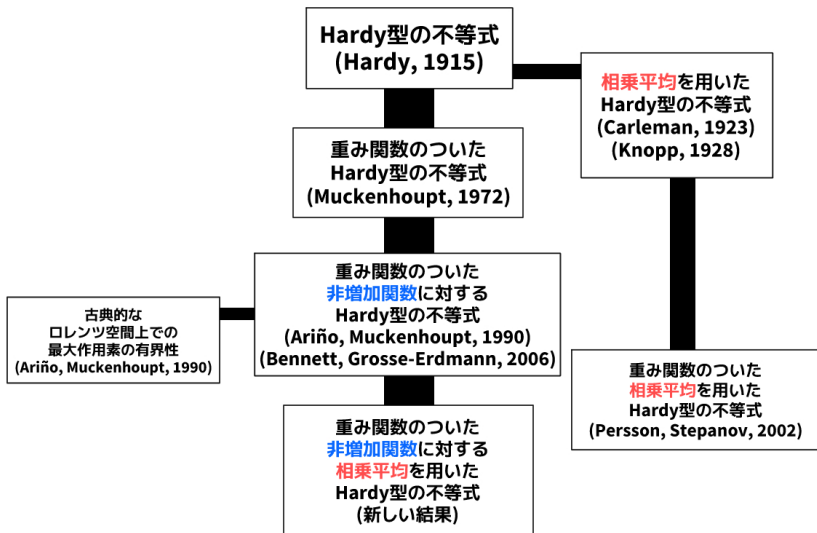 Hardy型の不等式
(Hardy, 1915)
相乗平均を用いた
Hardy型の不等式
(Carleman, 1923)
(Knopp, 1928)
重み関数のついた
Hardy型の不等式
(Muckenhoupt, 1972)
重み関数のついた
非増加関数に対する
Hardy型の不等式
(Ariño, Muckenhoupt, 1990)
(Bennett, Grosse-Erdmann, 2006)
古典的な
ロレンツ空間上での
最大作用素の有界性
(Ariño, Muckenhoupt, 1990)
重み関数のついた
相乗平均を用いた
Hardy型の不等式
(Persson, Stepanov, 2002)
重み関数のついた
非増加関数に対する
相乗平均を用いた
Hardy型の不等式
(新しい結果)